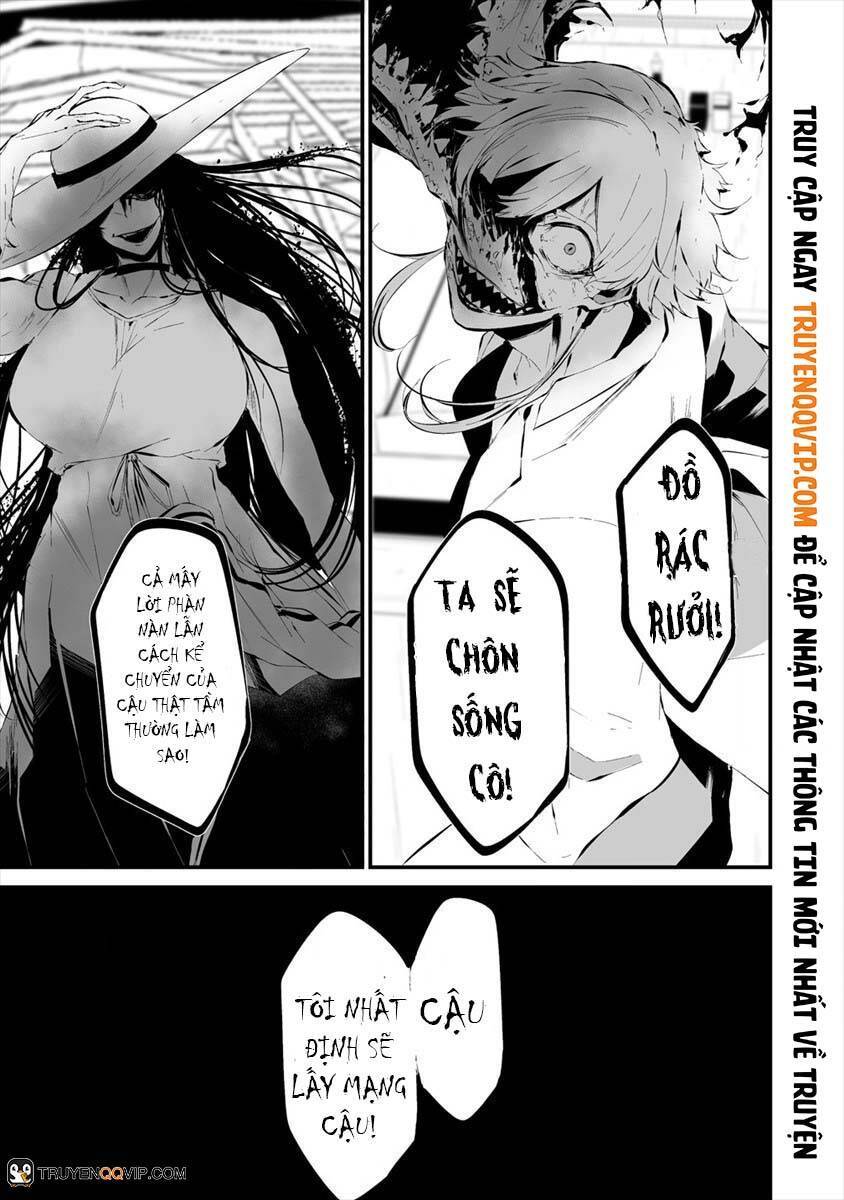 ĐỒ
RÁC
RƯỞI!
TA SẼ
CHÔN
SỐNG
CÔ!
CẢ MẤY
LỜI PHÀN
NÀN LẪN
CÁCH KỂ
CHUYỂN CỦA
CẬU THẬT TẦM
THƯỜNG LÀM
SAO!
CẬU
TÔI NHẤT
ĐỊNH SẼ
LẤY MẠNG
CẬU!
TRUY CẬP NGAY TRUYENQQVIP.COM ĐỂ CẬP NHẬT CÁC THÔNG TIN MỚI NHẤT VỀ TRUYỆN
TRUYENQQVIP.COM